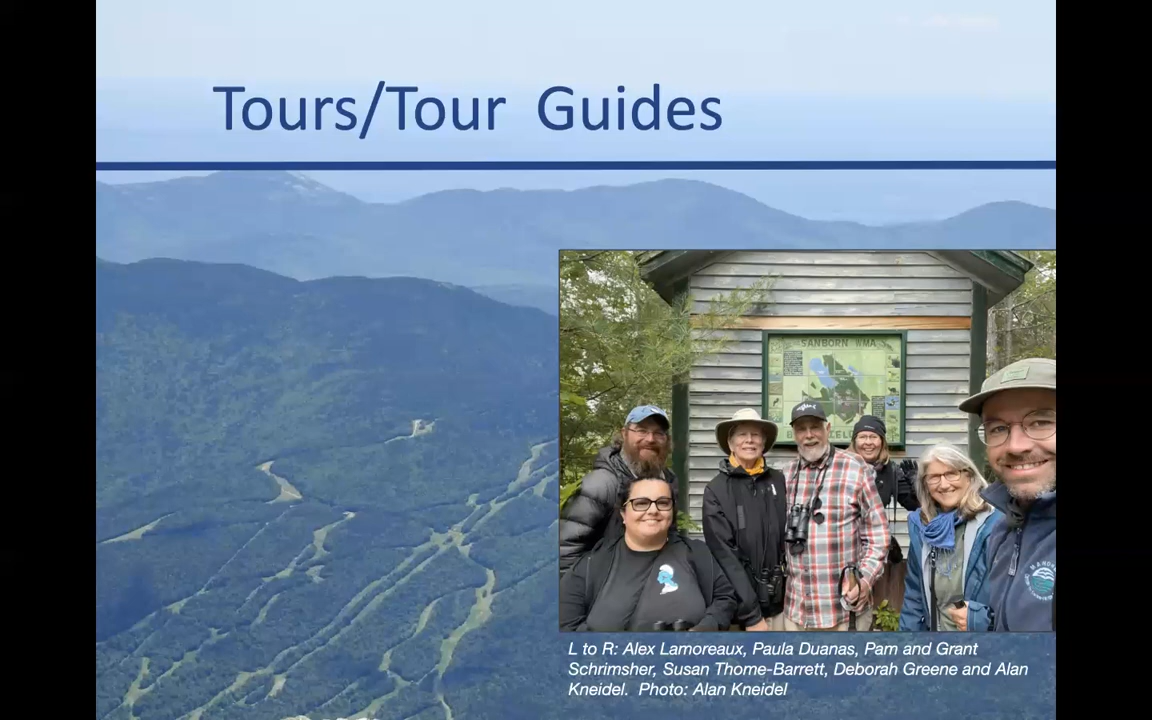 Tours/Tour Guides
SANBORN WMA
L to R: Alex Lamoreaux, Paula Duanas, Pam and Grant
Schrimsher, Susan Thome-Barrett, Deborah Greene and Alan
Kneidel. Photo: Alan Kneidel